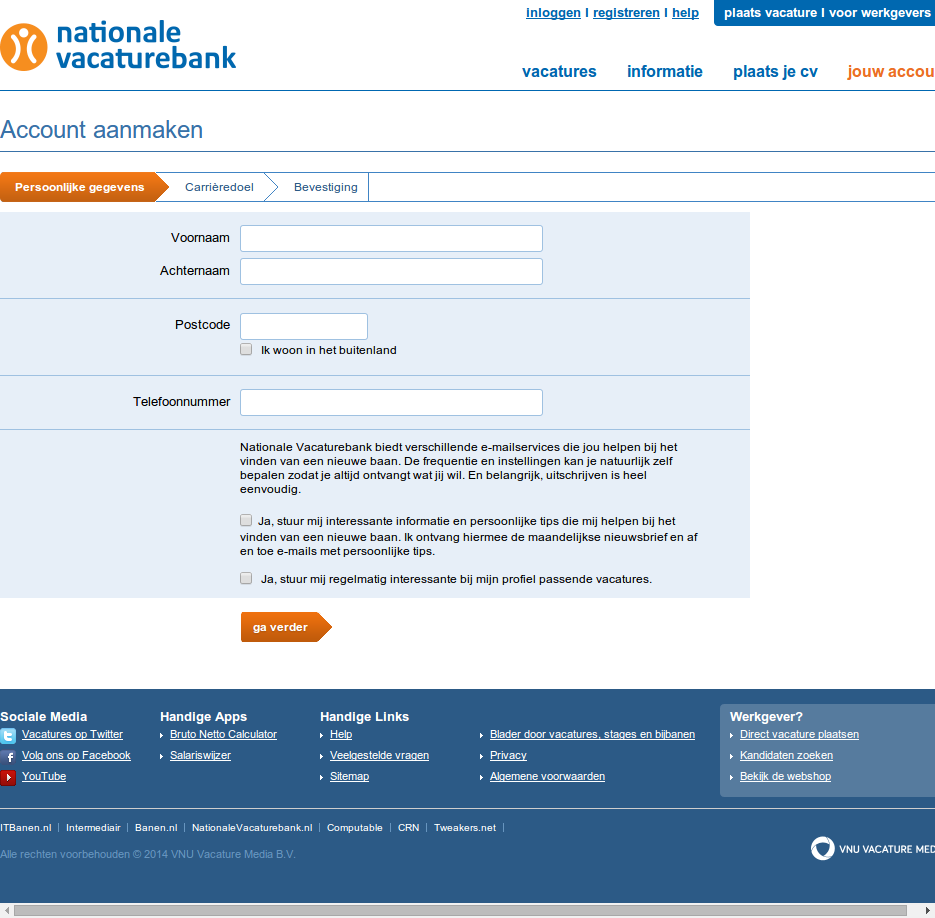 inloggen I registreren I help
plaats vacature I voor werkgevers
nationale
vacaturebank
vacatures informatie plaats je cv jouw accou
Account aanmaken
Persoonlijke gegevens Carrièredoel Bevestiging
Voornaam
Achternaam
Postcode
Ik woon in het buitenland
Telefoonnummer
Nationale Vacaturebank biedt verschillende e-mailservices die jou helpen bij het
vinden van een nieuwe baan. De frequentie en instellingen kan je natuurlijk zelf
bepalen zodat je altijd ontvangt wat jij wil. En belangrijk, uitschrijven is heel
eenvoudig.
Ja, stuur mij interessante informatie en persoonlijke tips die mij helpen bij het
vinden van een nieuwe baan. Ik ontvang hiermee de maandelijkse nieuwsbrief en af
en toe e-mails met persoonlijke tips.
Ja, stuur mij regelmatig interessante bij mijn profiel passende vacatures.
ga verder
Sociale Media
Vacatures op Twitter
Volg ons op Facebook
YouTube
Handige Apps
Bruto Netto Calculator
Salariswijzer
Handige Links
Help
Veelgestelde vragen
Sitemap
Blader door vacatures, stages en bijbanen
Privacy
Algemene voorwaarden
Werkgever?
Direct vacature plaatsen
Kandidaten zoeken
Bekijk de webshop
ITBanen.nl | Intermediair | Banen.nl | NationaleVacaturebank.nl | Computable | CRN | Tweakers.net |
Alle rechten voorbehouden © 2014 VNU Vacature Media B.V.
VNU VACATURE MED